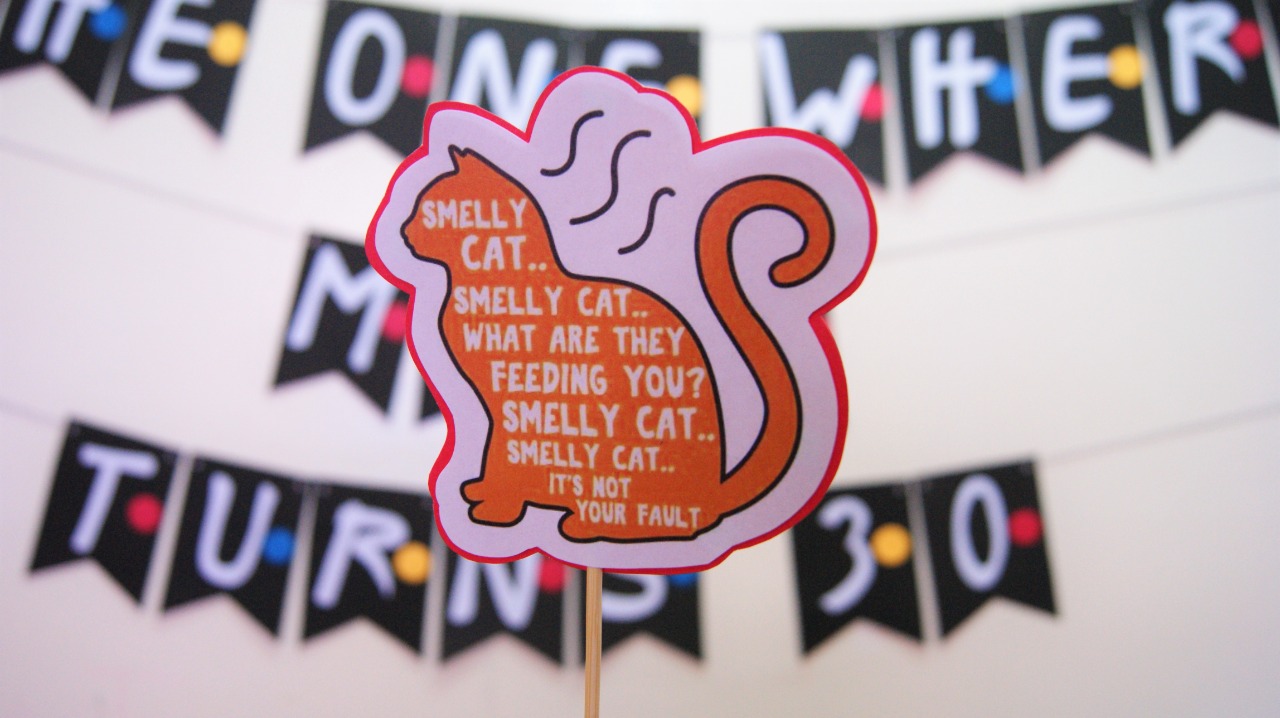 HE ONE WHER
M
TURNS 30
SMELLY
CAT..
SMELLY CAT..
WHAT ARE THEY
FEEDING YOU?
SMELLY CAT..
SMELLY CAT..
IT'S NOT
YOUR FAULT